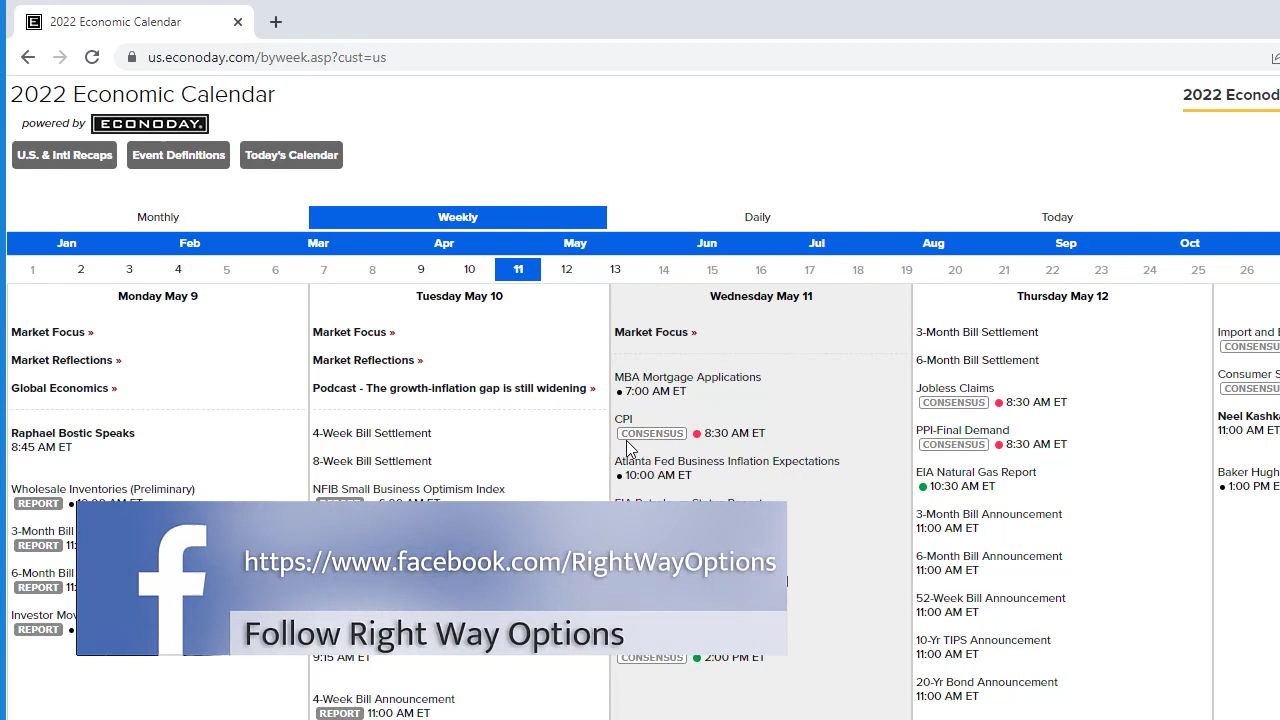 2022 Economic Calendar
us.econoday.com/byweek.asp?cust=us
2022 Economic Calendar
2022 Econod
powered by ECONODAY.
U.S. & Intl Recaps Event Definitions Today's Calendar
Monthly Weekly Daily Today
Jan Feb Mar Apr May Jun Jul Aug Sep Oct
1 2 3 4 5 6 7 8 9 10 11 12 13 14 15 16 17 18 19 20 21 22 23 24 25 26
Monday May 9
Market Focus »
Market Reflections »
Global Economics »
Raphael Bostic Speaks
8:45 AM ET
Wholesale Inventories (Preliminary)
REPORT
3-Month Bill
REPORT 11
6-Month Bill
REPORT 11
Investor Mov
REPORT
Tuesday May 10
Market Focus »
Market Reflections »
Podcast - The growth-inflation gap is still widening »
4-Week Bill Settlement
8-Week Bill Settlement
NFIB Small Business Optimism Index
9:15 AM ET
4-Week Bill Announcement
REPORT 11:00 AM ET
Wednesday May 11
Market Focus »
MBA Mortgage Applications
7:00 AM ET
CPI
CONSENSUS 8:30 AM ET
Atlanta Fed Business Inflation Expectations
10:00 AM ET
CONSENSUS 2:00 PM ET
Thursday May 12
3-Month Bill Settlement
6-Month Bill Settlement
Jobless Claims
CONSENSUS 8:30 AM ET
PPI-Final Demand
CONSENSUS 8:30 AM ET
EIA Natural Gas Report
10:30 AM ET
3-Month Bill Announcement
11:00 AM ET
6-Month Bill Announcement
11:00 AM ET
52-Week Bill Announcement
11:00 AM ET
10-Yr TIPS Announcement
11:00 AM ET
20-Yr Bond Announcement
11:00 AM ET
Import and E
CONSENSUS
Consumer S
CONSENSUS
Neel Kashka
11:00 AM ET
Baker Hugh
1:00 PM E
https://www.facebook.com/RightWayOptions
Follow Right Way Options